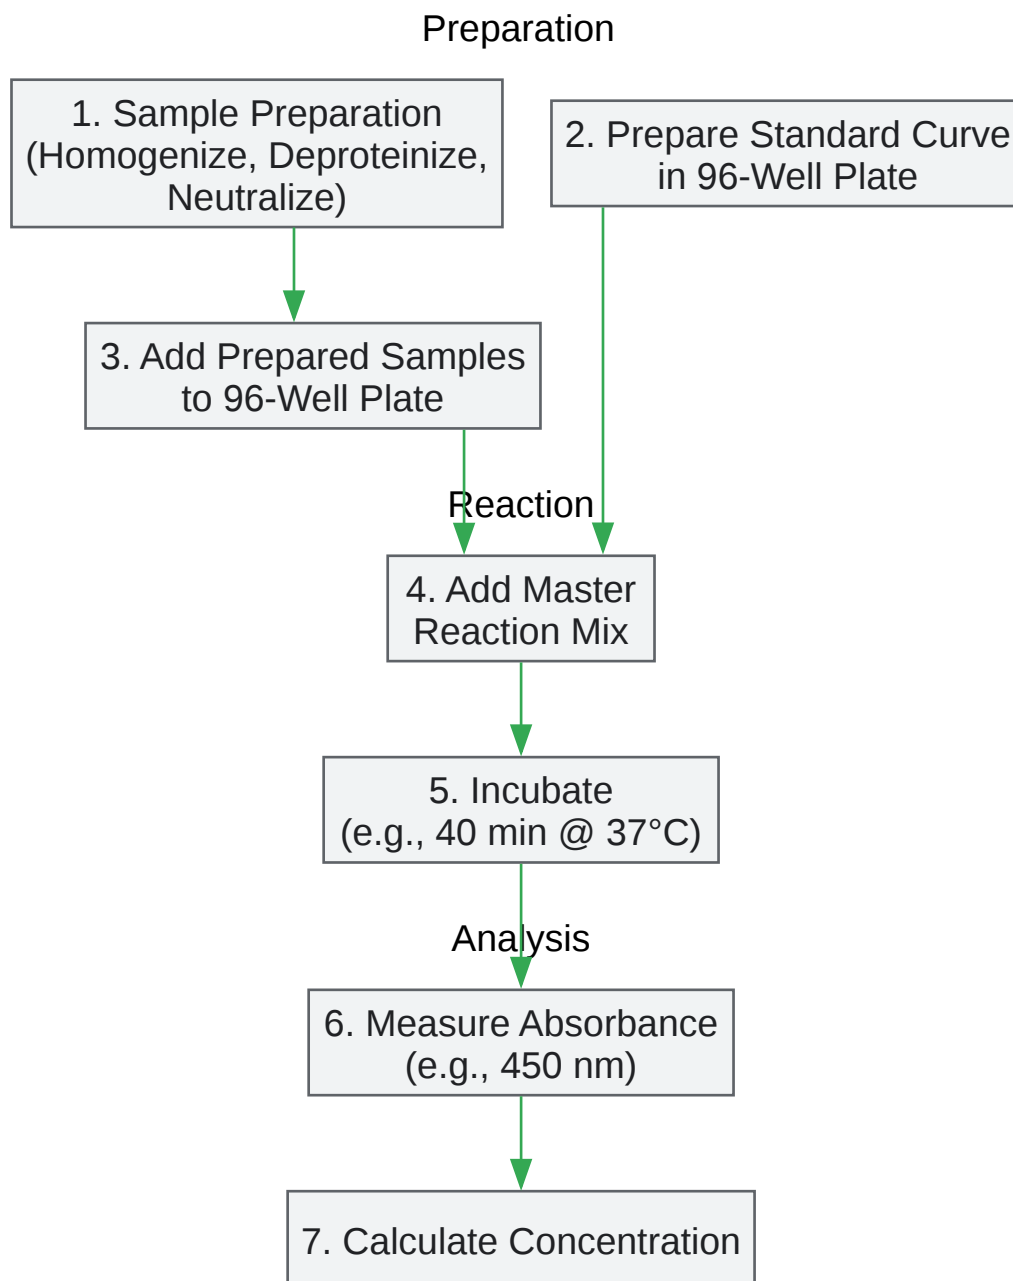 Preparation
1. Sample Preparation
(Homogenize, Deproteinize,
Neutralize)
2. Prepare Standard Curve
in 96-Well Plate
3. Add Prepared Samples
to 96-Well Plate
Reaction
4. Add Master
Reaction Mix
5. Incubate
(e.g., 40 min @ 37°C)
Analysis
6. Measure Absorbance
(e.g., 450 nm)
7. Calculate Concentration